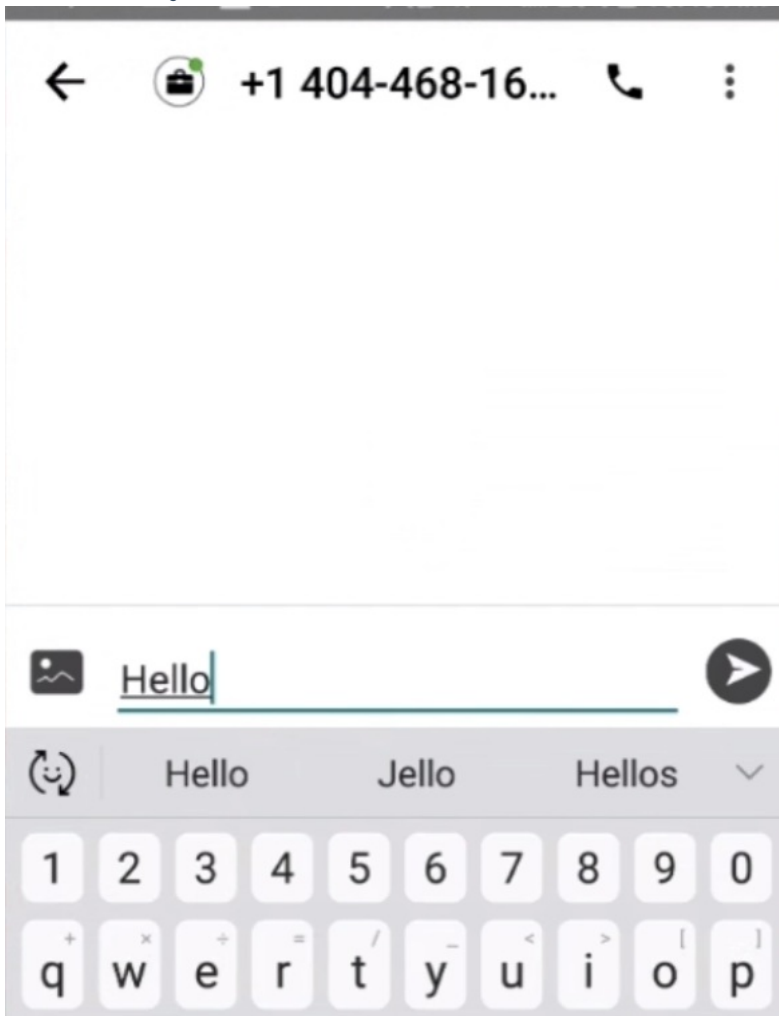 +1 404-468-16...
Hello
Hello Jello Hellos
1 2 3 4 5 6 7 8 9 0
+ × ÷ = / _ < > [ ]
q w e r t y u i o p